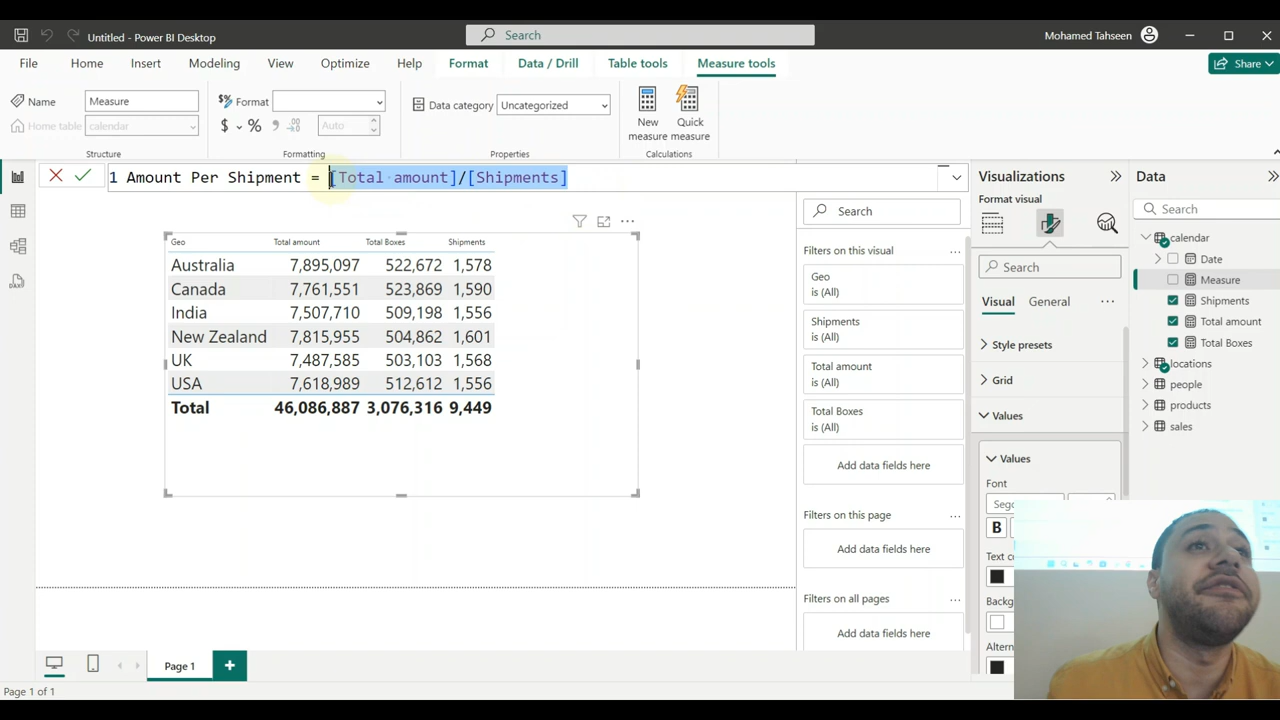 Untitled - Power BI Desktop
Search
Mohamed Tahseen
File Home Insert Modeling View Optimize Help Format Data / Drill Table tools Measure tools
Share
Name Measure
Home table calendar
Structure
Format
$ % Auto
Formatting
Data category Uncategorized
Properties
New measure
Quick measure
Calculations
1 Amount Per Shipment = [Total amount]/[Shipments]
Geo Total amount Total Boxes Shipments
Australia 7,895,097 522,672 1,578
Canada 7,761,551 523,869 1,590
India 7,507,710 509,198 1,556
New Zealand 7,815,955 504,862 1,601
UK 7,487,585 503,103 1,568
USA 7,618,989 512,612 1,556
Total 46,086,887 3,076,316 9,449
Search
Filters on this visual
Geo
is (All)
Shipments
is (All)
Total amount
is (All)
Total Boxes
is (All)
Add data fields here
Filters on this page
Add data fields here
Filters on all pages
Add data fields here
Visualizations
Format visual
Search
Visual General
Style presets
Grid
Values
Values
Font
B
Data
Search
calendar
Date
Measure
Shipments
Total amount
Total Boxes
locations
people
products
sales
Page 1
Page 1 of 1